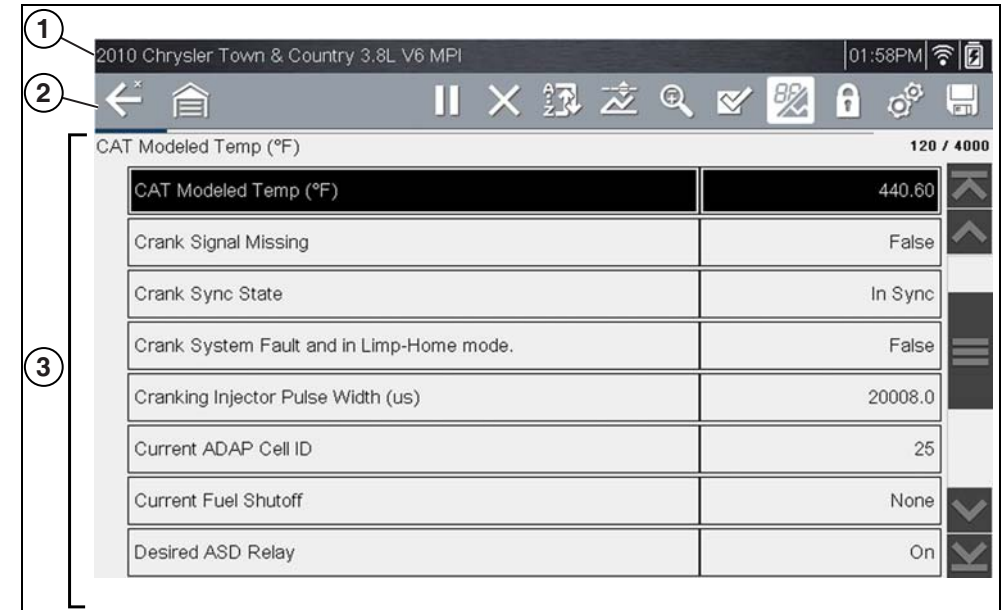 1
2010 Chrysler Town & Country 3.8L V6 MPI 01:58PM
2
CAT Modeled Temp (°F) 120 / 4000
CAT Modeled Temp (°F) 440.60
Crank Signal Missing False
Crank Sync State In Sync
Crank System Fault and in Limp-Home mode. False
3
Cranking Injector Pulse Width (us) 20008.0
Current ADAP Cell ID 25
Current Fuel Shutoff None
Desired ASD Relay On